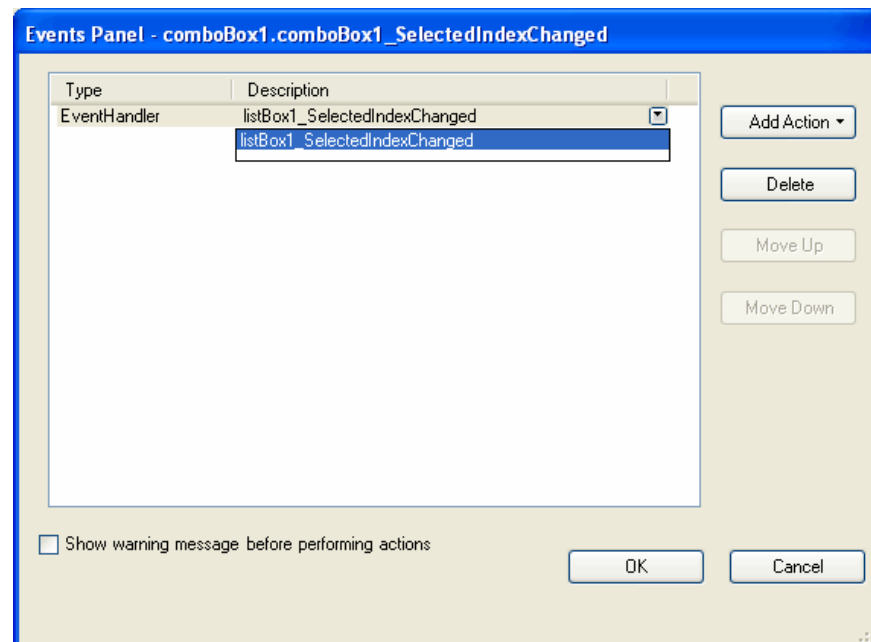 Events Panel - comboBox1.comboBox1_SelectedIndexChanged
Type Description
EventHandler listBox1_SelectedIndexChanged
listBox1_SelectedIndexChanged
Add Action
Delete
Move Up
Move Down
Show warning message before performing actions
OK Cancel